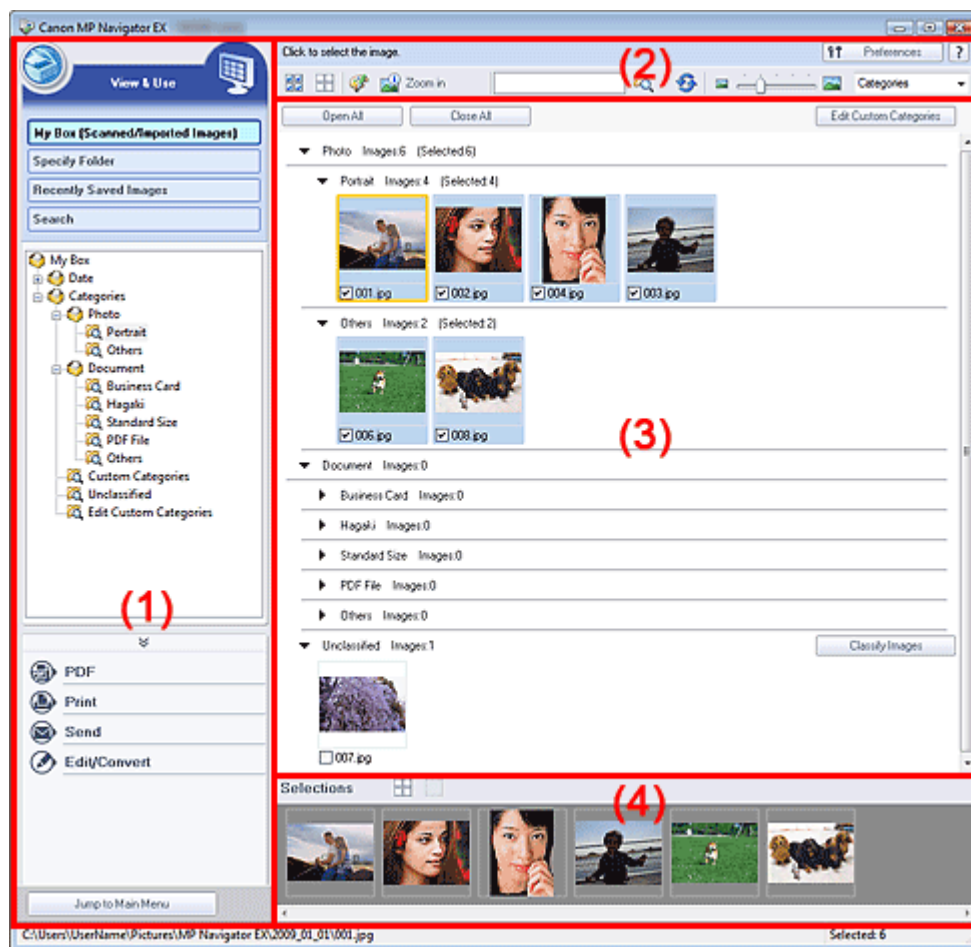 Canon MP Navigator EX
View & Use
My Box (Scanned/Imported Images)
Specify Folder
Recently Saved Images
Search
My Box
Date
Categories
Photo
Portrait
Others
Document
Business Card
Hagaki
Standard Size
PDF File
Others
Custom Categories
Unclassified
Edit Custom Categories
(1)
PDF
Print
Send
Edit/Convert
Jump to Main Menu
Click to select the image.
Preferences
?
Zoom in
(2)
Categories
Open All
Close All
Edit Custom Categories
Photo Images:6 (Selected:6)
Portrait Images:4 (Selected:4)
001.jpg
002.jpg
004.jpg
003.jpg
Others Images:2 (Selected:2)
006.jpg
008.jpg
(3)
Document Images:0
Business Card Images:0
Hagaki Images:0
Standard Size Images:0
PDF File Images:0
Others Images:0
Unclassified Images:1
Classify Images
007.jpg
Selections
(4)
C:\Users\UserName\Pictures\MP Navigator EX\2009_01_01\001.jpg
Selected: 6